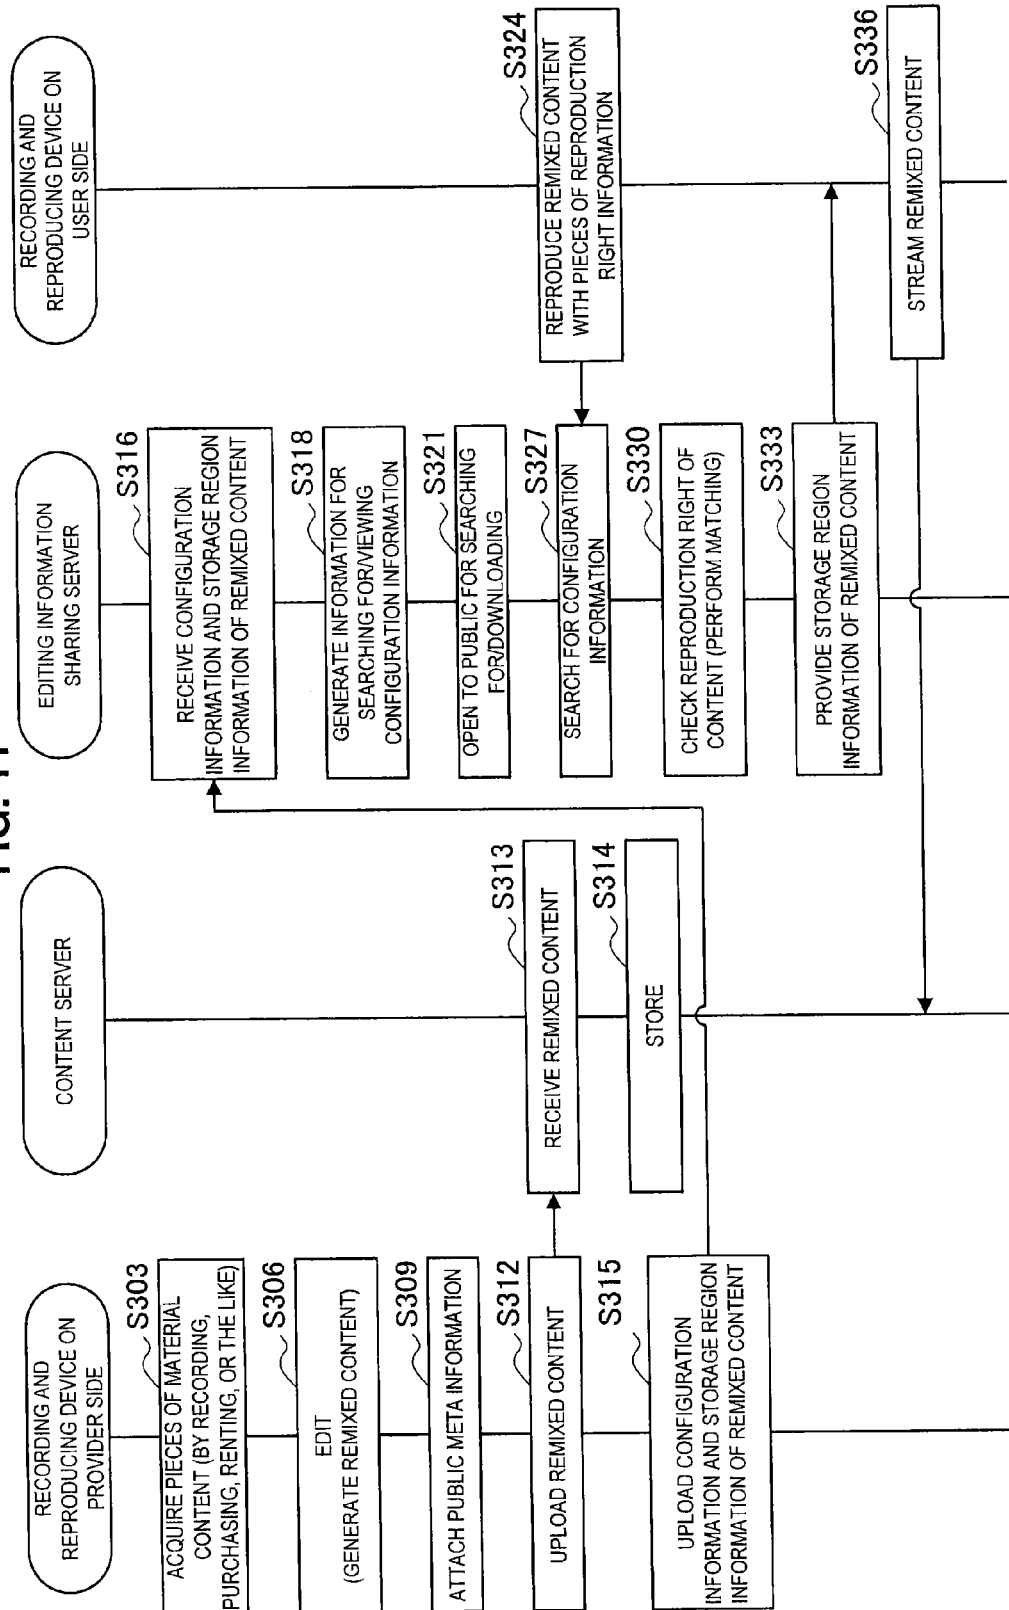 RECORDING AND
REPRODUCING DEVICE ON
PROVIDER SIDE
S303
ACQUIRE PIECES OF MATERIAL
CONTENT (BY RECORDING,
PURCHASING, RENTING, OR THE LIKE)
S306
EDIT
(GENERATE REMIXED CONTENT)
S309
ATTACH PUBLIC META INFORMATION
S312
UPLOAD REMIXED CONTENT
S315
UPLOAD CONFIGURATION
INFORMATION AND STORAGE REGION
INFORMATION OF REMIXED CONTENT
CONTENT SERVER
S313
RECEIVE REMIXED CONTENT
S314
STORE
EDITING INFORMATION
SHARING SERVER
S316
RECEIVE CONFIGURATION
INFORMATION AND STORAGE REGION
INFORMATION OF REMIXED CONTENT
S318
GENERATE INFORMATION FOR
SEARCHING FOR/VIEWING
CONFIGURATION INFORMATION
S321
OPEN TO PUBLIC FOR SEARCHING
FOR/DOWNLOADING
S327
SEARCH FOR CONFIGURATION
INFORMATION
S330
CHECK REPRODUCTION RIGHT OF
CONTENT (PERFORM MATCHING)
S333
PROVIDE STORAGE REGION
INFORMATION OF REMIXED CONTENT
RECORDING AND
REPRODUCING DEVICE ON
USER SIDE
S324
REPRODUCE REMIXED CONTENT
WITH PIECES OF REPRODUCTION
RIGHT INFORMATION
S336
STREAM REMIXED CONTENT